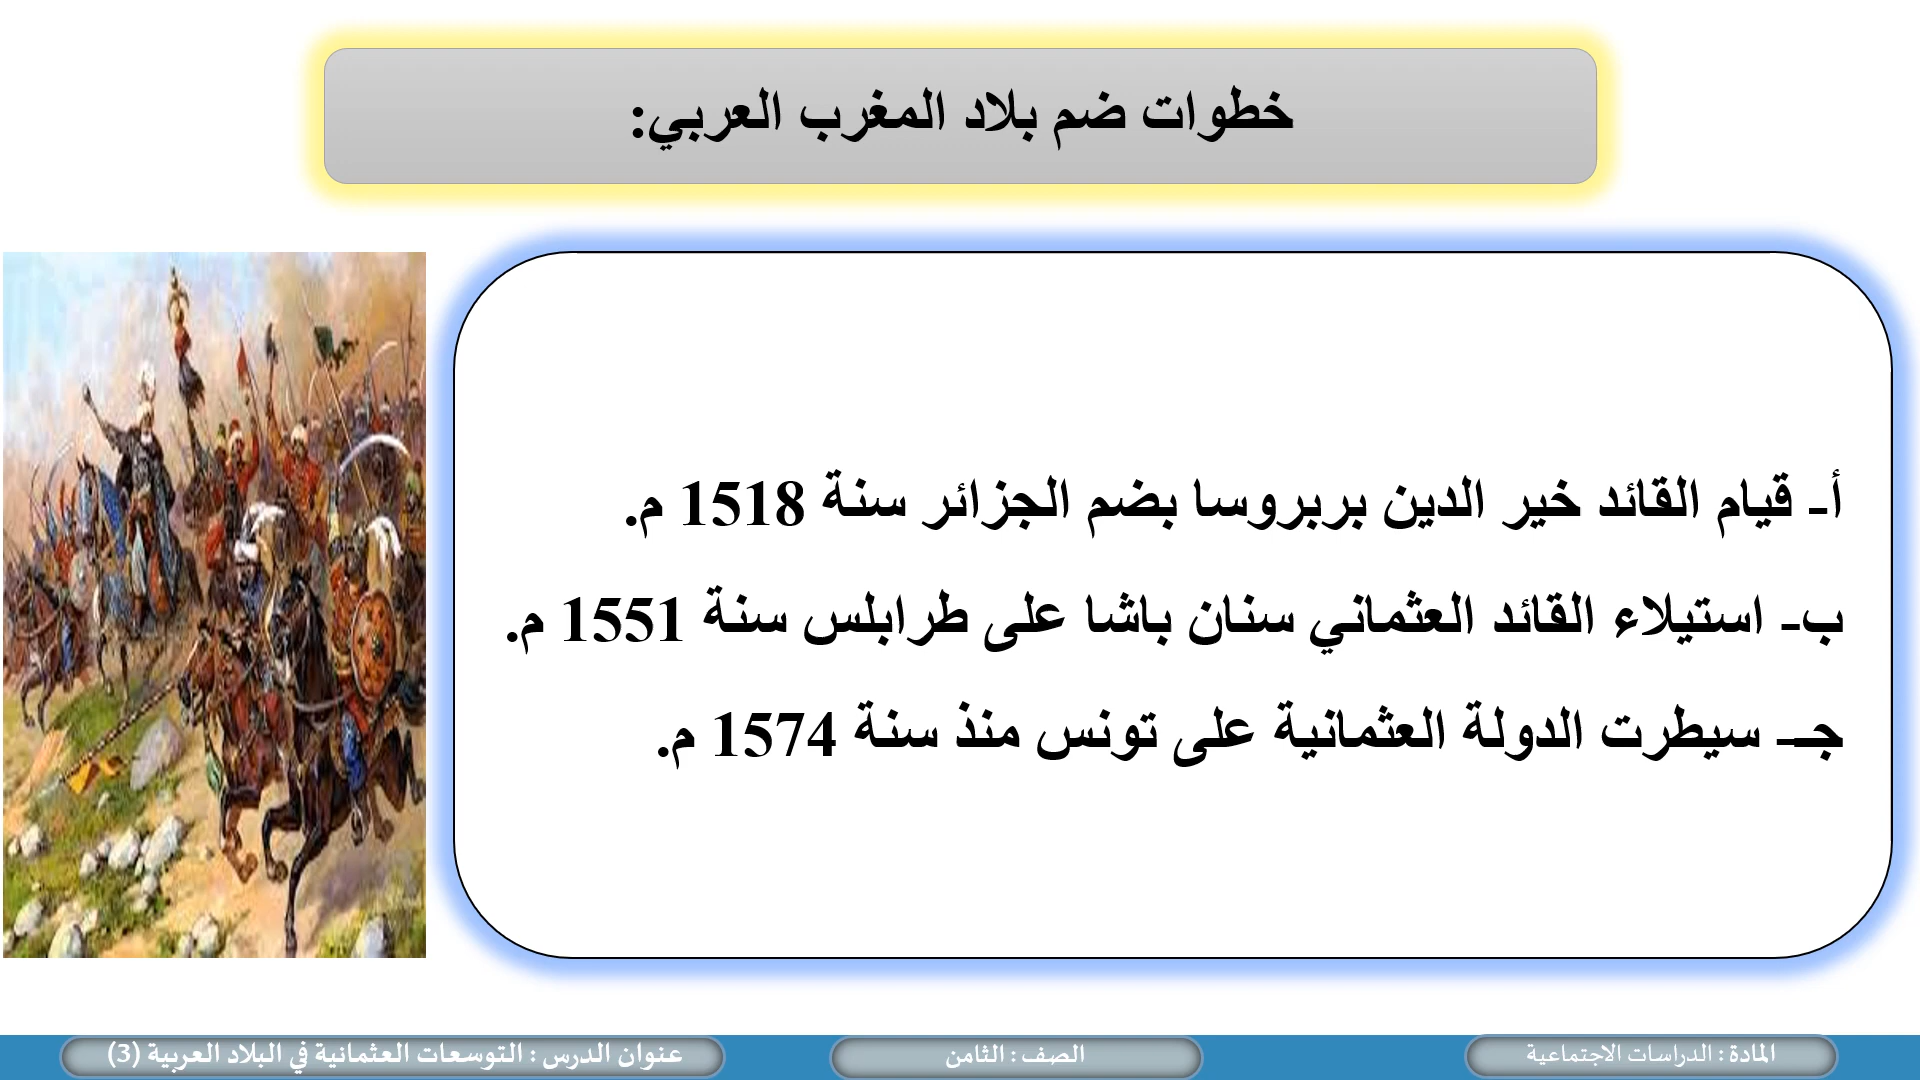 خطوات ضم بلاد المغرب العربي:
أ- قيام القائد خير الدين بربروسا بضم الجزائر سنة 1518 م.
ب- استيلاء القائد العثماني سنان باشا على طرابلس سنة 1551 م.
جـ- سيطرت الدولة العثمانية على تونس منذ سنة 1574 م.
المادة : الدراسات الاجتماعية
الصف : الثامن
عنوان الدرس : التوسعات العثمانية في البلاد العربية (3)